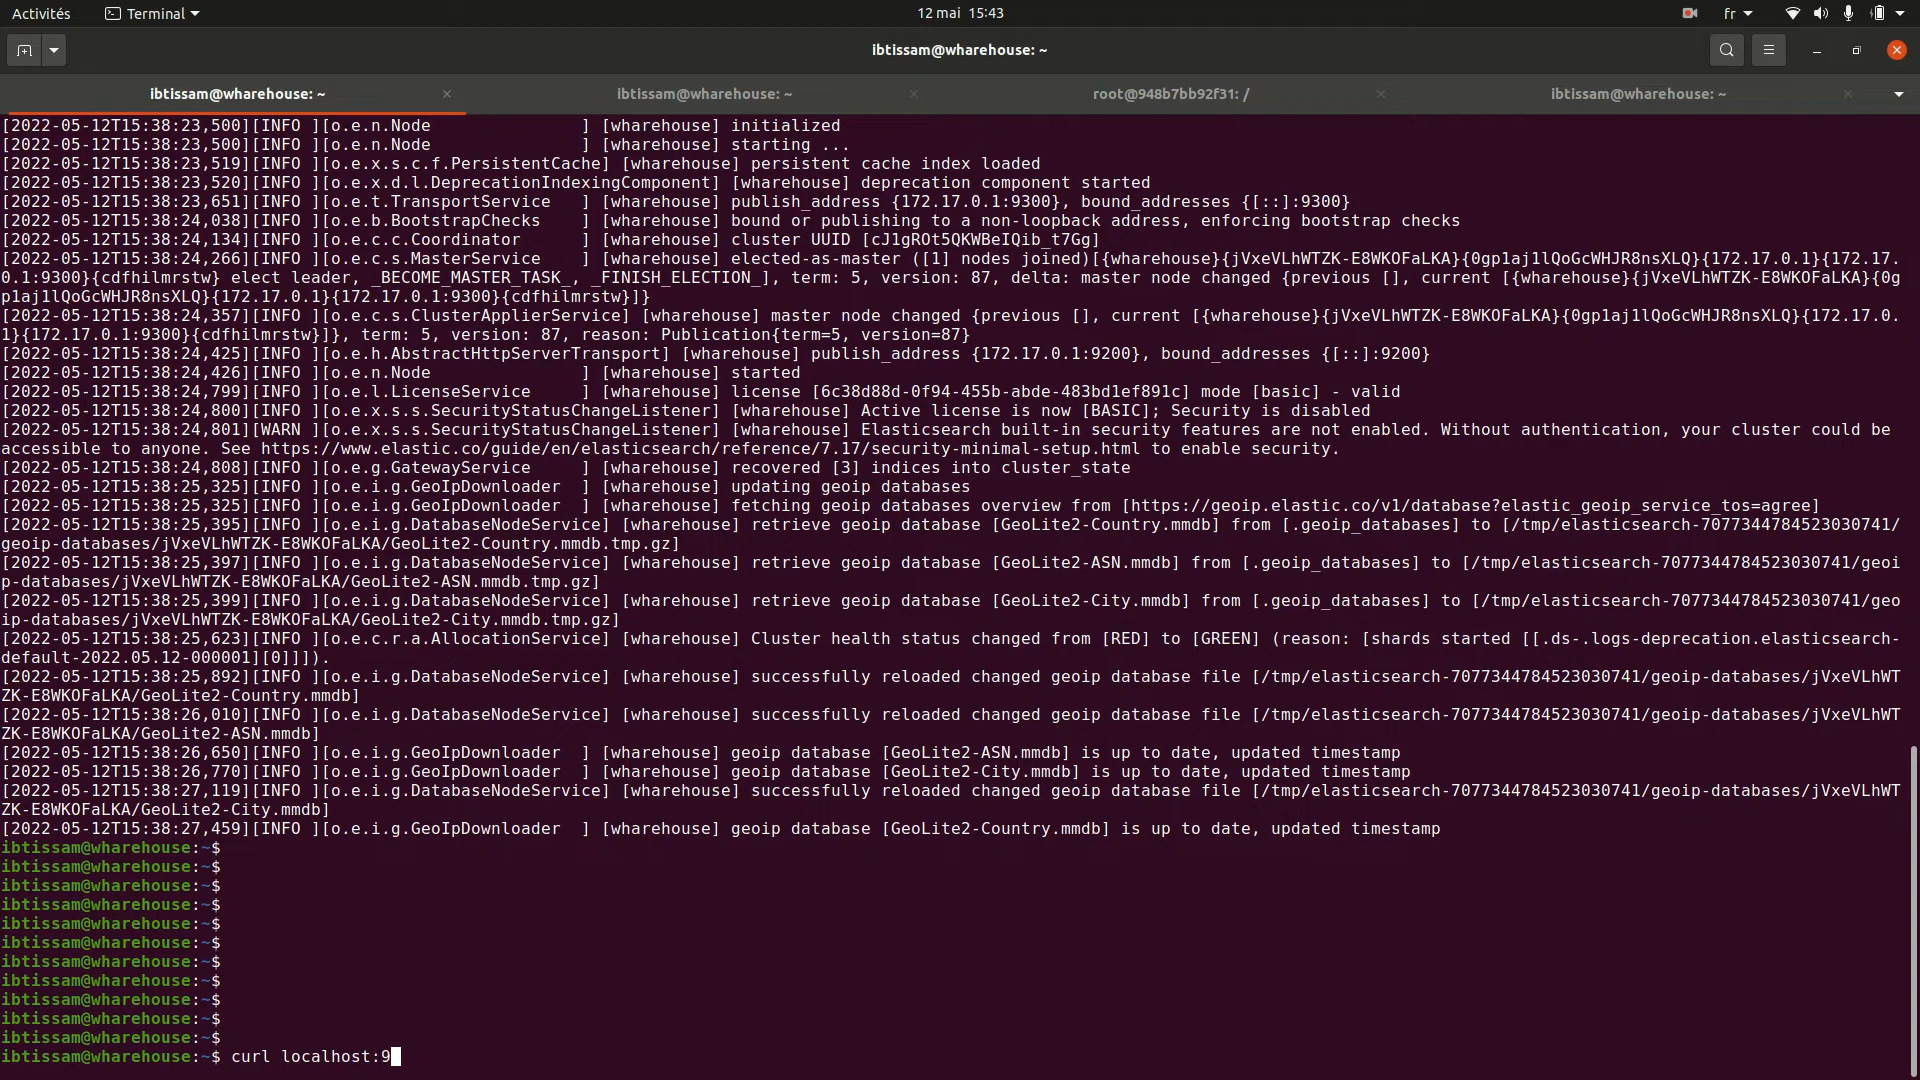 Activités Terminal 12 mai 15:43 fr
ibtissam@wharehouse: ~
ibtissam@wharehouse: ~ ibtissam@wharehouse: ~ root@948b7bb92f31: / ibtissam@wharehouse: ~
[2022-05-12T15:38:23,500][INFO ][o.e.n.Node               ] [wharehouse] initialized
[2022-05-12T15:38:23,500][INFO ][o.e.n.Node               ] [wharehouse] starting ...
[2022-05-12T15:38:23,519][INFO ][o.e.x.s.c.f.PersistentCache] [wharehouse] persistent cache index loaded
[2022-05-12T15:38:23,520][INFO ][o.e.x.d.l.DeprecationIndexingComponent] [wharehouse] deprecation component started
[2022-05-12T15:38:23,651][INFO ][o.e.t.TransportService   ] [wharehouse] publish_address {172.17.0.1:9300}, bound_addresses {[::]:9300}
[2022-05-12T15:38:24,038][INFO ][o.e.b.BootstrapChecks    ] [wharehouse] bound or publishing to a non-loopback address, enforcing bootstrap checks
[2022-05-12T15:38:24,134][INFO ][o.e.c.c.Coordinator      ] [wharehouse] cluster UUID [cJ1gROt5QKWBeIQib_t7Gg]
[2022-05-12T15:38:24,266][INFO ][o.e.c.s.MasterService    ] [wharehouse] elected-as-master ([1] nodes joined)[{wharehouse}{jVxeVLhWTZK-E8WKOFaLKA}{0gp1aj1lQoGcWHJR8nsXLQ}{172.17.0.1}{172.17.
0.1:9300}{cdfhilmrstw} elect leader, _BECOME_MASTER_TASK_, _FINISH_ELECTION_], term: 5, version: 87, delta: master node changed {previous [], current [{wharehouse}{jVxeVLhWTZK-E8WKOFaLKA}{0g
p1aj1lQoGcWHJR8nsXLQ}{172.17.0.1}{172.17.0.1:9300}{cdfhilmrstw}]}
[2022-05-12T15:38:24,357][INFO ][o.e.c.s.ClusterApplierService] [wharehouse] master node changed {previous [], current [{wharehouse}{jVxeVLhWTZK-E8WKOFaLKA}{0gp1aj1lQoGcWHJR8nsXLQ}{172.17.0.
1}{172.17.0.1:9300}{cdfhilmrstw}]}, term: 5, version: 87, reason: Publication{term=5, version=87}
[2022-05-12T15:38:24,425][INFO ][o.e.h.AbstractHttpServerTransport] [wharehouse] publish_address {172.17.0.1:9200}, bound_addresses {[::]:9200}
[2022-05-12T15:38:24,426][INFO ][o.e.n.Node               ] [wharehouse] started
[2022-05-12T15:38:24,799][INFO ][o.e.l.LicenseService     ] [wharehouse] license [6c38d88d-0f94-455b-abde-483bd1ef891c] mode [basic] - valid
[2022-05-12T15:38:24,800][INFO ][o.e.x.s.s.SecurityStatusChangeListener] [wharehouse] Active license is now [BASIC]; Security is disabled
[2022-05-12T15:38:24,801][WARN ][o.e.x.s.s.SecurityStatusChangeListener] [wharehouse] Elasticsearch built-in security features are not enabled. Without authentication, your cluster could be
accessible to anyone. See https://www.elastic.co/guide/en/elasticsearch/reference/7.17/security-minimal-setup.html to enable security.
[2022-05-12T15:38:24,808][INFO ][o.e.g.GatewayService     ] [wharehouse] recovered [3] indices into cluster_state
[2022-05-12T15:38:25,325][INFO ][o.e.i.g.GeoIpDownloader  ] [wharehouse] updating geoip databases
[2022-05-12T15:38:25,325][INFO ][o.e.i.g.GeoIpDownloader  ] [wharehouse] fetching geoip databases overview from [https://geoip.elastic.co/v1/database?elastic_geoip_service_tos=agree]
[2022-05-12T15:38:25,395][INFO ][o.e.i.g.DatabaseNodeService] [wharehouse] retrieve geoip database [GeoLite2-Country.mmdb] from [.geoip_databases] to [/tmp/elasticsearch-7077344784523030741/
geoip-databases/jVxeVLhWTZK-E8WKOFaLKA/GeoLite2-Country.mmdb.tmp.gz]
[2022-05-12T15:38:25,397][INFO ][o.e.i.g.DatabaseNodeService] [wharehouse] retrieve geoip database [GeoLite2-ASN.mmdb] from [.geoip_databases] to [/tmp/elasticsearch-7077344784523030741/geoi
p-databases/jVxeVLhWTZK-E8WKOFaLKA/GeoLite2-ASN.mmdb.tmp.gz]
[2022-05-12T15:38:25,399][INFO ][o.e.i.g.DatabaseNodeService] [wharehouse] retrieve geoip database [GeoLite2-City.mmdb] from [.geoip_databases] to [/tmp/elasticsearch-7077344784523030741/geo
ip-databases/jVxeVLhWTZK-E8WKOFaLKA/GeoLite2-City.mmdb.tmp.gz]
[2022-05-12T15:38:25,623][INFO ][o.e.c.r.a.AllocationService] [wharehouse] Cluster health status changed from [RED] to [GREEN] (reason: [shards started [[.ds-.logs-deprecation.elasticsearch-
default-2022.05.12-000001][0]]]).
[2022-05-12T15:38:25,892][INFO ][o.e.i.g.DatabaseNodeService] [wharehouse] successfully reloaded changed geoip database file [/tmp/elasticsearch-7077344784523030741/geoip-databases/jVxeVLhWT
ZK-E8WKOFaLKA/GeoLite2-Country.mmdb]
[2022-05-12T15:38:26,010][INFO ][o.e.i.g.DatabaseNodeService] [wharehouse] successfully reloaded changed geoip database file [/tmp/elasticsearch-7077344784523030741/geoip-databases/jVxeVLhWT
ZK-E8WKOFaLKA/GeoLite2-ASN.mmdb]
[2022-05-12T15:38:26,650][INFO ][o.e.i.g.GeoIpDownloader  ] [wharehouse] geoip database [GeoLite2-ASN.mmdb] is up to date, updated timestamp
[2022-05-12T15:38:26,770][INFO ][o.e.i.g.GeoIpDownloader  ] [wharehouse] geoip database [GeoLite2-City.mmdb] is up to date, updated timestamp
[2022-05-12T15:38:27,119][INFO ][o.e.i.g.DatabaseNodeService] [wharehouse] successfully reloaded changed geoip database file [/tmp/elasticsearch-7077344784523030741/geoip-databases/jVxeVLhWT
ZK-E8WKOFaLKA/GeoLite2-City.mmdb]
[2022-05-12T15:38:27,459][INFO ][o.e.i.g.GeoIpDownloader  ] [wharehouse] geoip database [GeoLite2-Country.mmdb] is up to date, updated timestamp
ibtissam@wharehouse:~$
ibtissam@wharehouse:~$
ibtissam@wharehouse:~$
ibtissam@wharehouse:~$
ibtissam@wharehouse:~$
ibtissam@wharehouse:~$
ibtissam@wharehouse:~$
ibtissam@wharehouse:~$
ibtissam@wharehouse:~$
ibtissam@wharehouse:~$
ibtissam@wharehouse:~$
ibtissam@wharehouse:~$ curl localhost:9